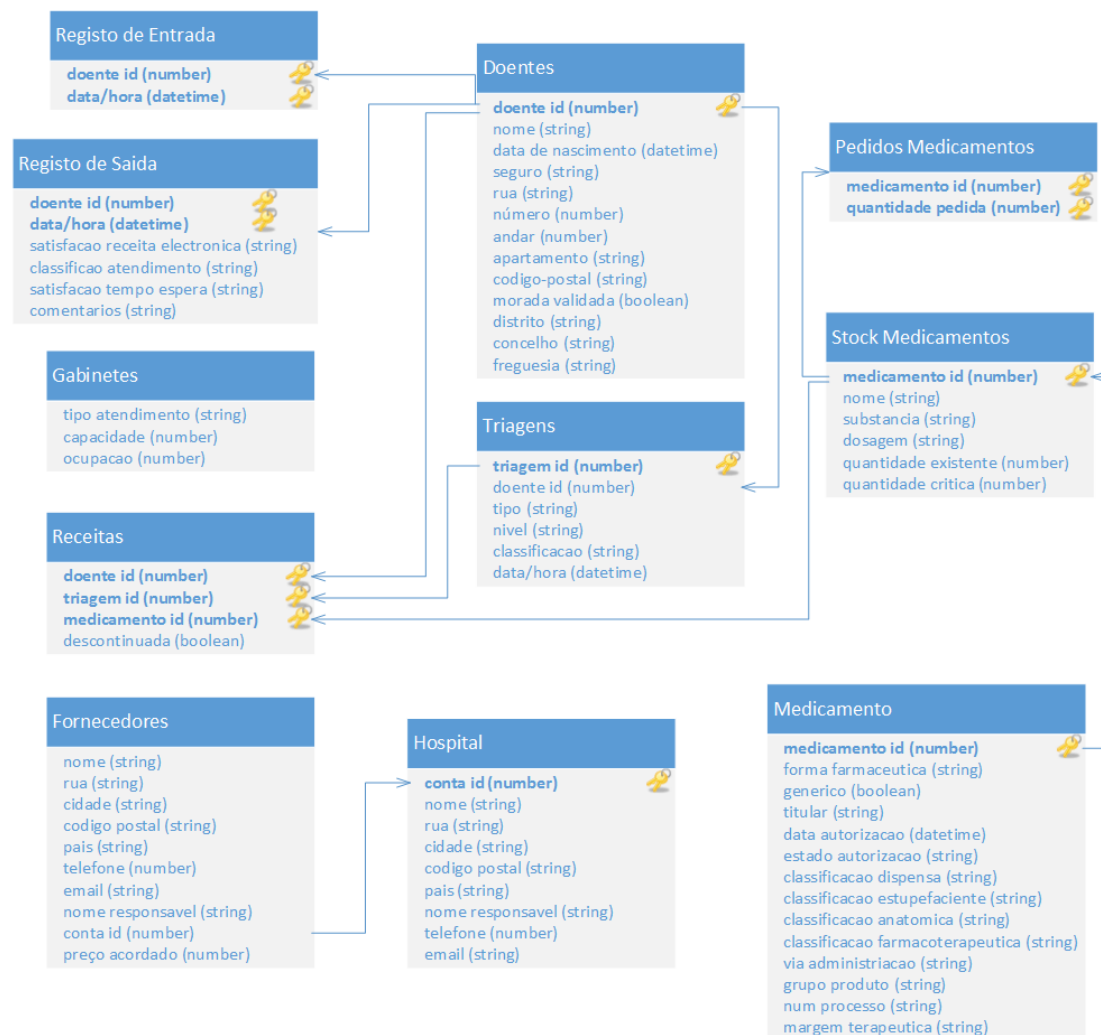 Registo de Entrada
doente id (number)
data/hora (datetime)
Registo de Saida
doente id (number)
data/hora (datetime)
satisfacao receita electronica (string)
classificao atendimento (string)
satisfacao tempo espera (string)
comentarios (string)
Gabinetes
tipo atendimento (string)
capacidade (number)
ocupacao (number)
Receitas
doente id (number)
triagem id (number)
medicamento id (number)
descontinuada (boolean)
Doentes
doente id (number)
nome (string)
data de nascimento (datetime)
seguro (string)
rua (string)
número (number)
andar (number)
apartamento (string)
codigo-postal (string)
morada validada (boolean)
distrito (string)
concelho (string)
freguesia (string)
Triagens
triagem id (number)
doente id (number)
tipo (string)
nivel (string)
classificacao (string)
data/hora (datetime)
Pedidos Medicamentos
medicamento id (number)
quantidade pedida (number)
Stock Medicamentos
medicamento id (number)
nome (string)
substancia (string)
dosagem (string)
quantidade existente (number)
quantidade critica (number)
Fornecedores
nome (string)
rua (string)
cidade (string)
codigo postal (string)
pais (string)
telefone (number)
email (string)
nome responsavel (string)
conta id (number)
preço acordado (number)
Hospital
conta id (number)
nome (string)
rua (string)
cidade (string)
codigo postal (string)
pais (string)
nome responsavel (string)
telefone (number)
email (string)
Medicamento
medicamento id (number)
forma farmaceutica (string)
generico (boolean)
titular (string)
data autorizacao (datetime)
estado autorizacao (string)
classificacao dispensa (string)
classificacao estupefaciente (string)
classificacao anatomica (string)
classificacao farmacoterapeutica (string)
via administriacao (string)
grupo produto (string)
num processo (string)
margem terapeutica (string)